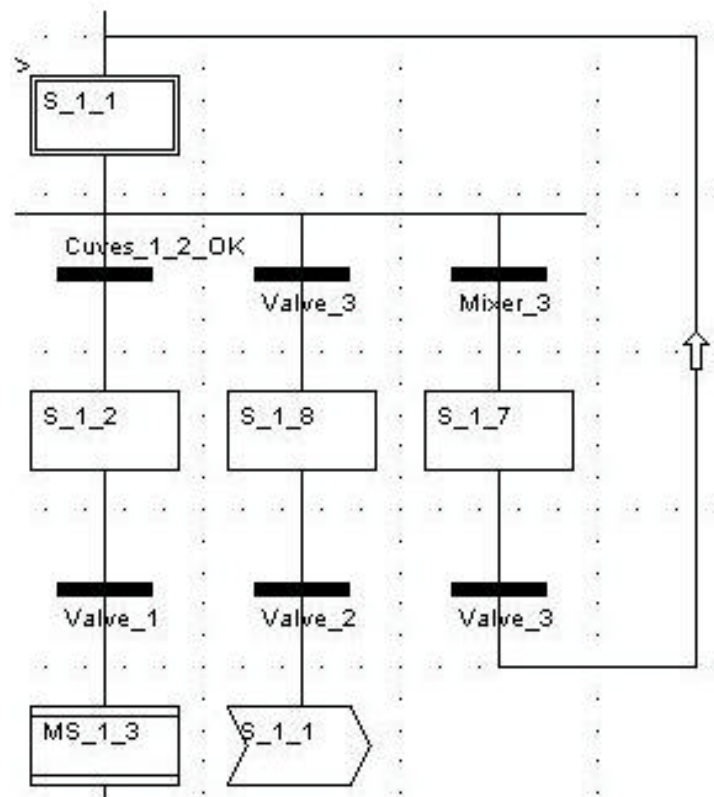 S_1_1
Cuves_1_2_OK
Valve_3
Mixer_3
S_1_2
S_1_8
S_1_7
Valve_1
Valve_2
Valve_3
MS_1_3
S_1_1